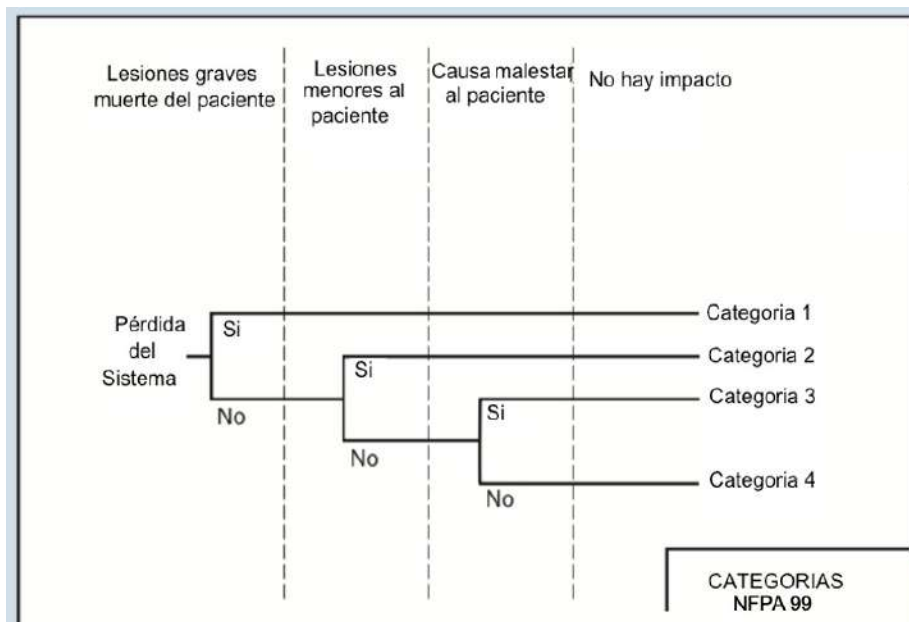 Lesiones graves
muerte del paciente
Lesiones
menores al
paciente
Causa malestar
al paciente
No hay impacto
Pérdida
del
Sistema
Si
No
Si
No
Si
No
Categoria 1
Categoria 2
Categoria 3
Categoria 4
CATEGORIAS
NFPA 99